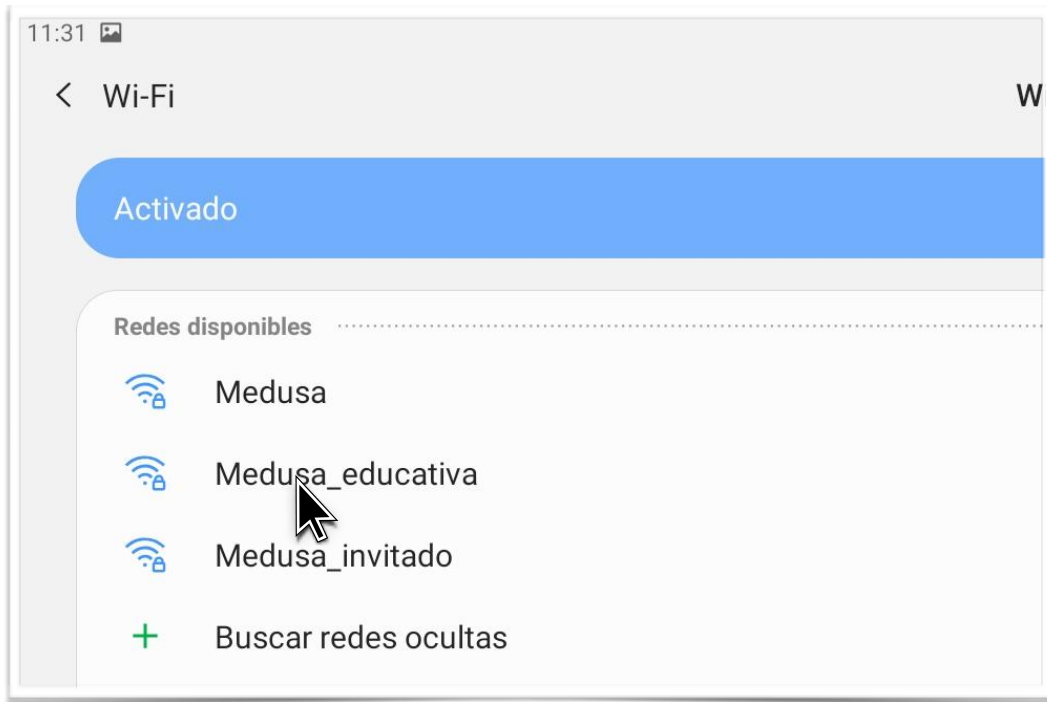 11:31
Wi-Fi
W
Activado
Redes disponibles
Medusa
Medusa_educativa
Medusa_invitado
Buscar redes ocultas